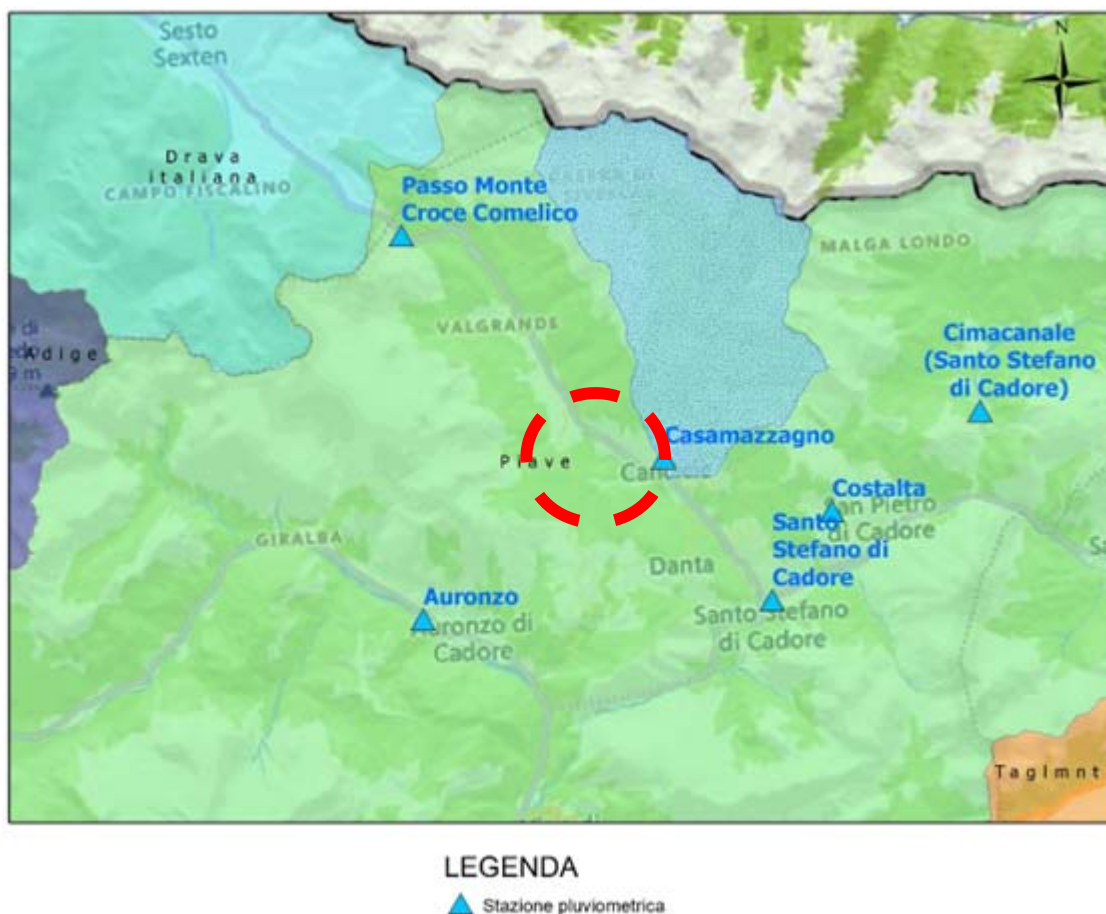 Sesto
Sexten
N
Drava
italiana
CAMPO FISCALINO
Passo Monte
Croce Comelico
MALGA LONDO
VALGRANDE
Cimacanale
(Santo Stefano
di Cadore)
di
Adige
9 m
Casamazzagno
Piave
Costalta
San Pietro
di Cadore
Santo
Stefano di
Cadore
GIRALBA
Danta
Auronzo
Auronzo di
Cadore
Santo Stefano
di Cadore
Taglmnt
LEGENDA
Stazione pluviometrica